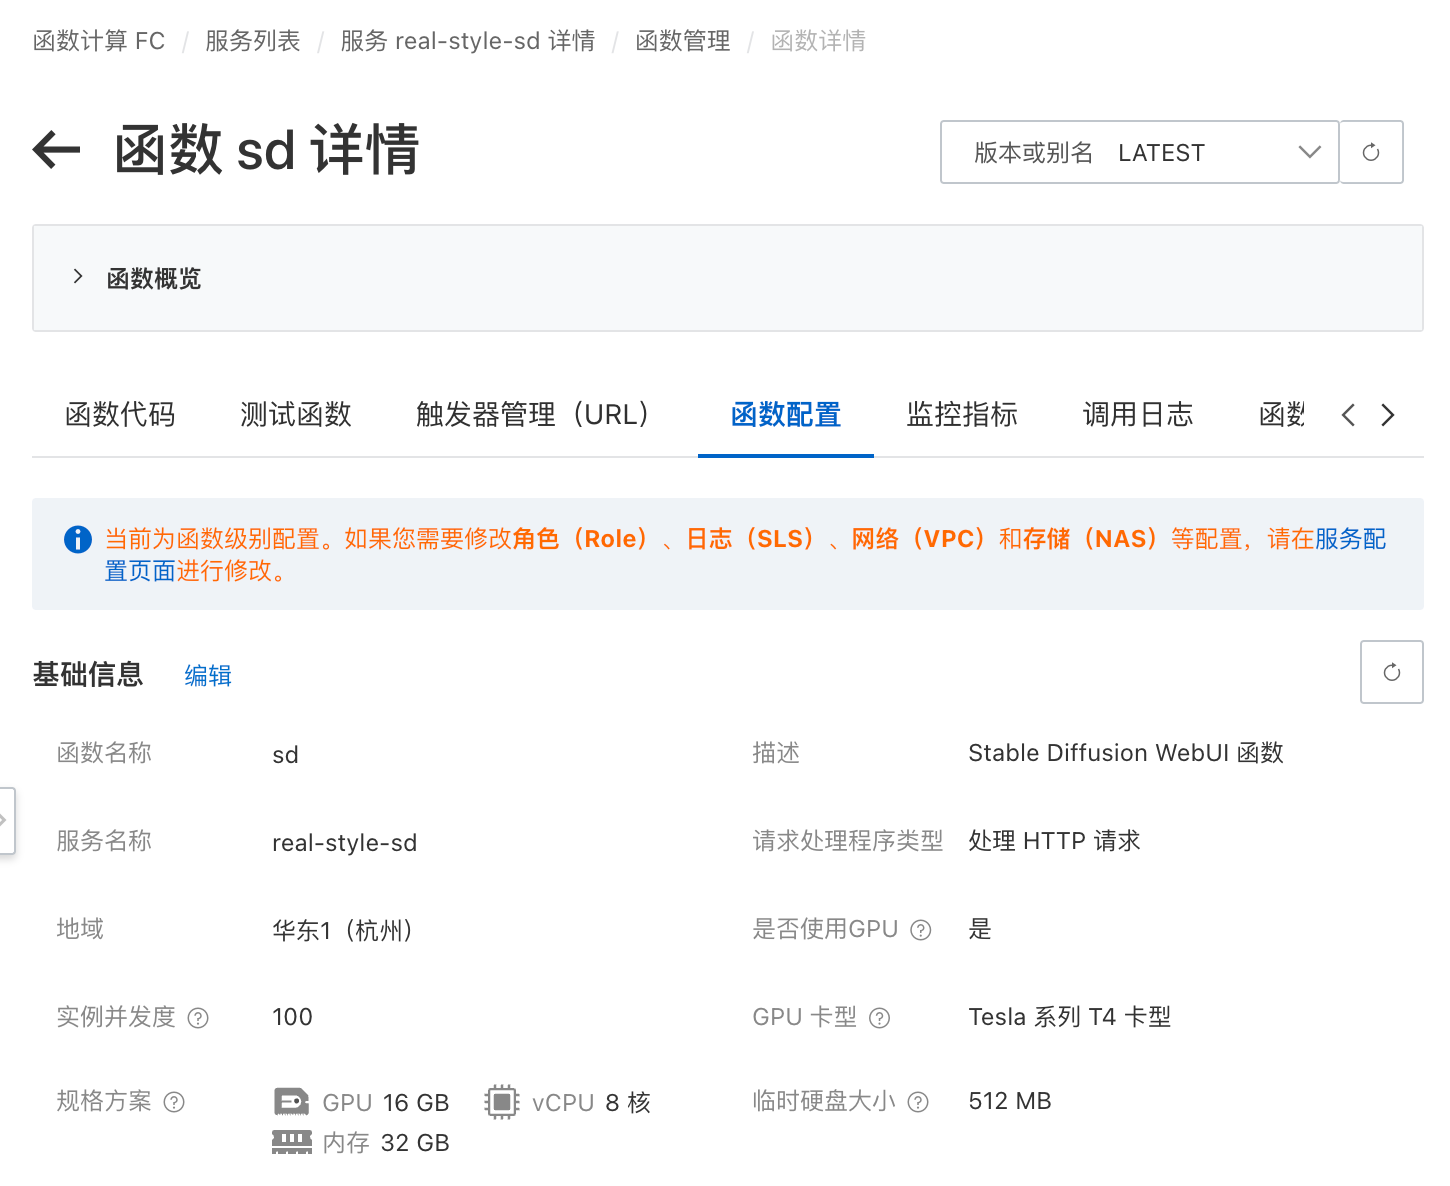 函数计算 FC / 服务列表 / 服务 real-style-sd 详情 / 函数管理 / 函数详情
函数 sd 详情
版本或别名 LATEST
函数概览
函数代码 测试函数 触发器管理（URL） 函数配置 监控指标 调用日志 函数
当前为函数级别配置。如果您需要修改角色（Role）、日志（SLS）、网络（VPC）和存储（NAS）等配置，请在服务配
置页面进行修改。
基础信息 编辑
函数名称 sd 描述 Stable Diffusion WebUI 函数
服务名称 real-style-sd 请求处理程序类型 处理 HTTP 请求
地域 华东1（杭州） 是否使用GPU 是
实例并发度 100 GPU 卡型 Tesla 系列 T4 卡型
规格方案 GPU 16 GB vCPU 8 核 临时硬盘大小 512 MB
内存 32 GB